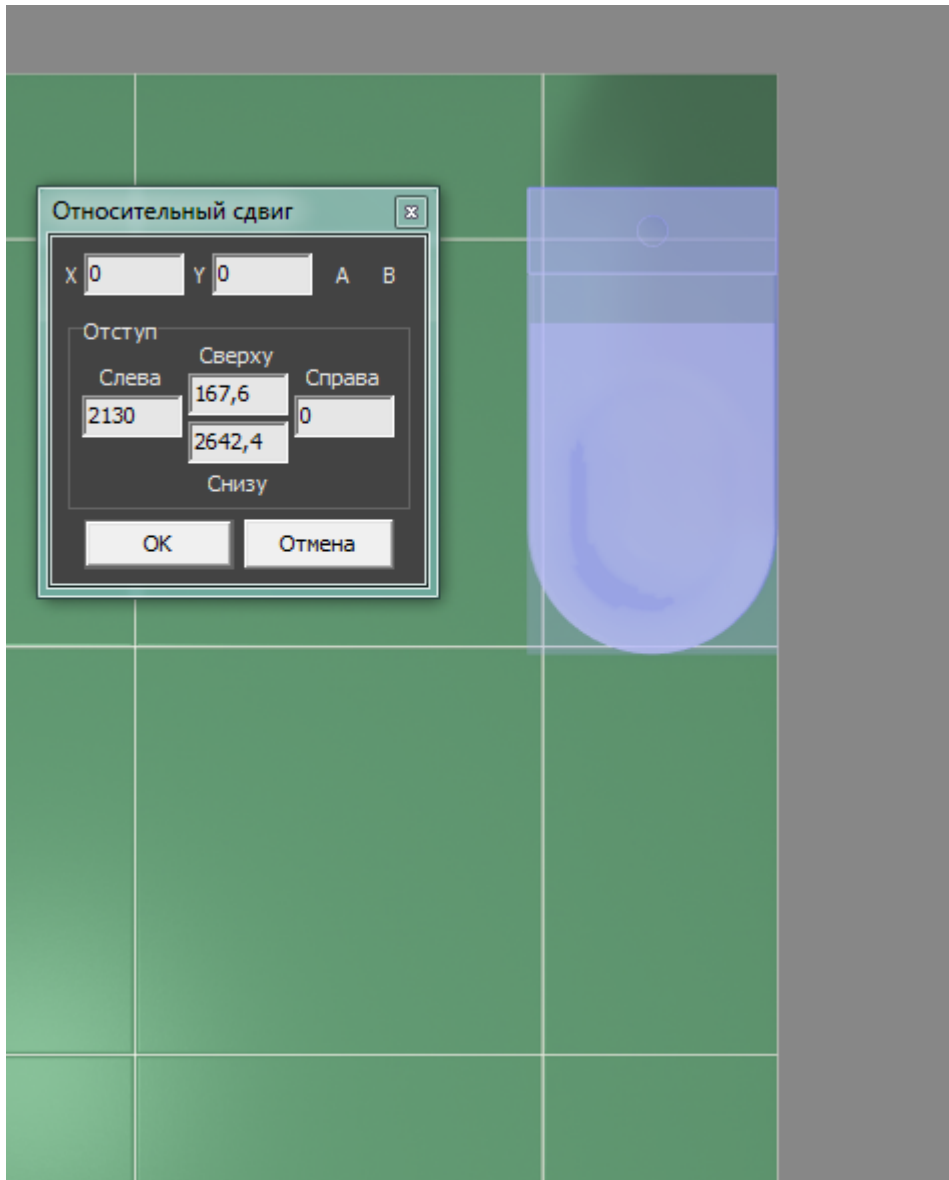 Относительный сдвиг
X 0 Y 0 A B
Отступ
Сверху
Слева Справа
167,6
2130 0
2642,4
Снизу
OK Отмена